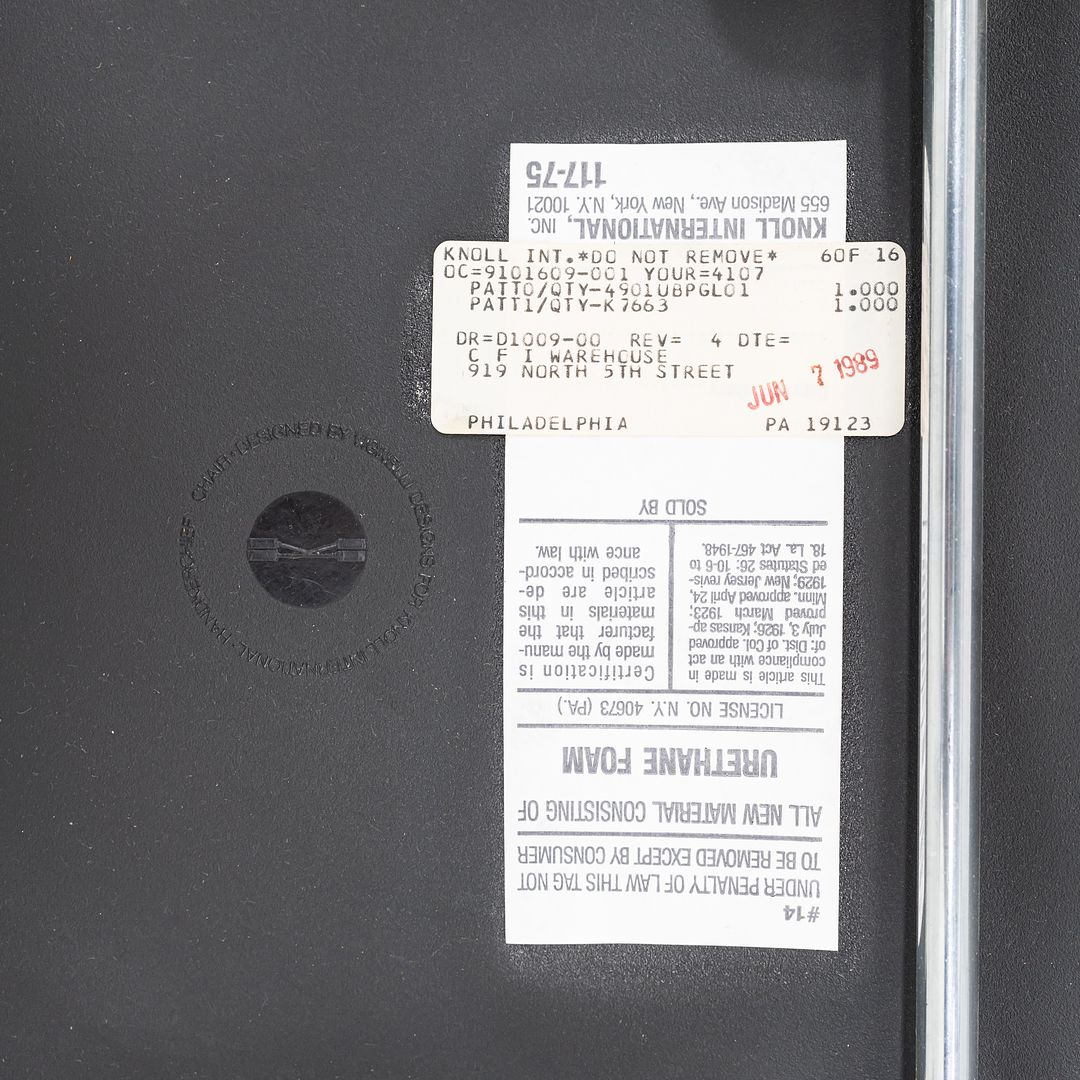 KNOLL INT.*DO NOT REMOVE* 6OF 16
OC=9101609-001 YOUR=4107
PATT0/QTY-4901UBPGL01 1.000
PATT1/QTY-K7663 1.000
DR=D1009-00 REV= 4 DTE=
C F I WAREHOUSE
919 NORTH 5TH STREET
JUN 7 1989
PHILADELPHIA PA 19123
#14
UNDER PENALTY OF LAW THIS TAG NOT
TO BE REMOVED EXCEPT BY CONSUMER
ALL NEW MATERIAL CONSISTING OF
URETHANE FOAM
LICENSE NO. N.Y. 40673 (PA.)
This article is made in
compliance with an act
of: Dist. of Col. approved
July 3, 1926; Kansas ap-
proved March 1923;
Minn. approved April 24,
1929; New Jersey revis-
ed Statutes 26: 10-6 to
18. La. Act 467-1948.
Certification is
made by the manu-
facturer that the
materials in this
article are de-
scribed in accord-
ance with law.
SOLD BY
KNOLL INTERNATIONAL, INC.
655 Madison Ave., New York, N.Y. 10021
117-75
HANDKERCHIEF CHAIR · DESIGNED BY VIGNELLI DESIGNS FOR KNOLL INTERNATIONAL ·